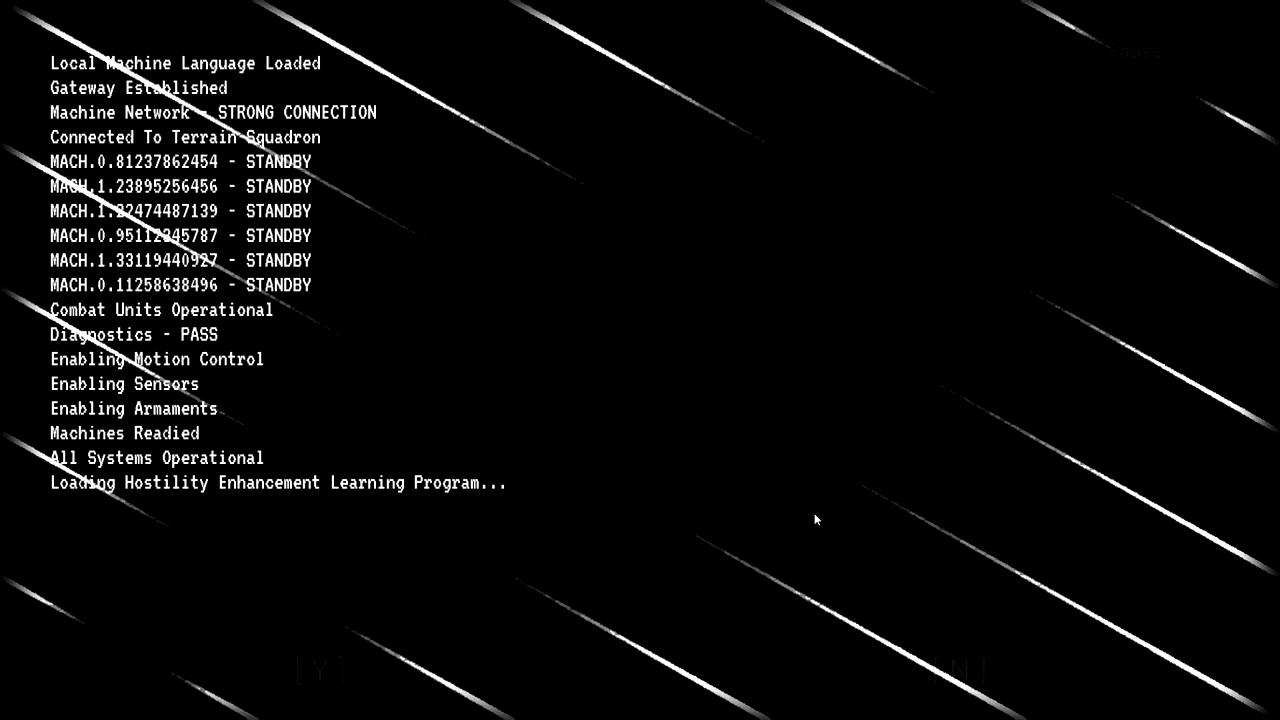 Local Machine Language Loaded
Gateway Established
Machine Network - STRONG CONNECTION
Connected To Terrain Squadron
MACH.0.81237862454 - STANDBY
MACH.1.23895256456 - STANDBY
MACH.1.22474487139 - STANDBY
MACH.0.95112345787 - STANDBY
MACH.1.33119440927 - STANDBY
MACH.0.11258638496 - STANDBY
Combat Units Operational
Diagnostics - PASS
Enabling Motion Control
Enabling Sensors
Enabling Armaments
Machines Readied
All Systems Operational
Loading Hostility Enhancement Learning Program...
[ Y ] [ N ]